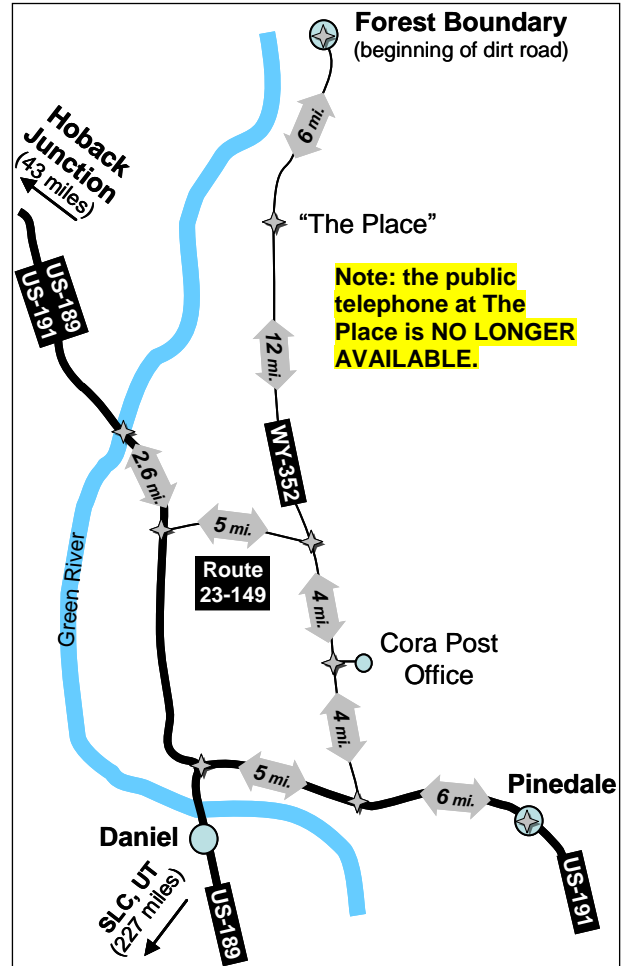 Forest Boundary
(beginning of dirt road)
6 mi.
Hoback
Junction
(43 miles)
"The Place"
Note: the public
telephone at The
Place is NO LONGER
AVAILABLE.
US-189
US-191
12 mi.
WY-352
2.6 mi.
5 mi.
Route
23-149
Green River
4 mi.
Cora Post
Office
4 mi.
5 mi.
6 mi.
Pinedale
Daniel
SLC, UT
(227 miles)
US-189
US-191